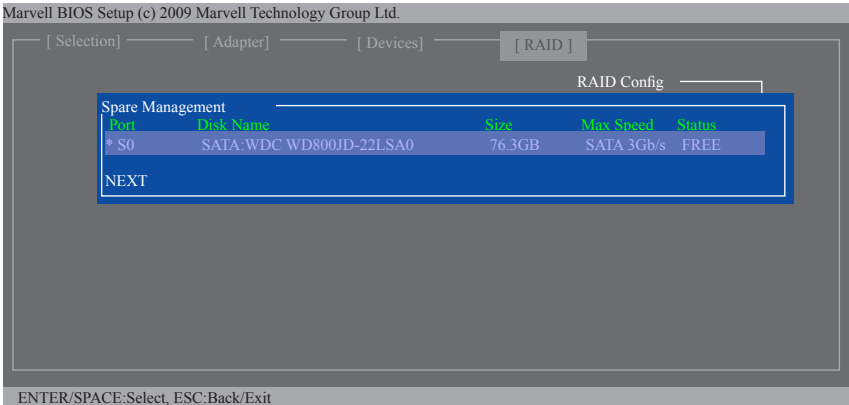 Marvell BIOS Setup (c) 2009 Marvell Technology Group Ltd.
[ Selection] [ Adapter] [ Devices] [ RAID ]
RAID Config
Spare Management
Port Disk Name Size Max Speed Status
* S0 SATA:WDC WD800JD-22LSA0 76.3GB SATA 3Gb/s FREE
NEXT
ENTER/SPACE:Select, ESC:Back/Exit